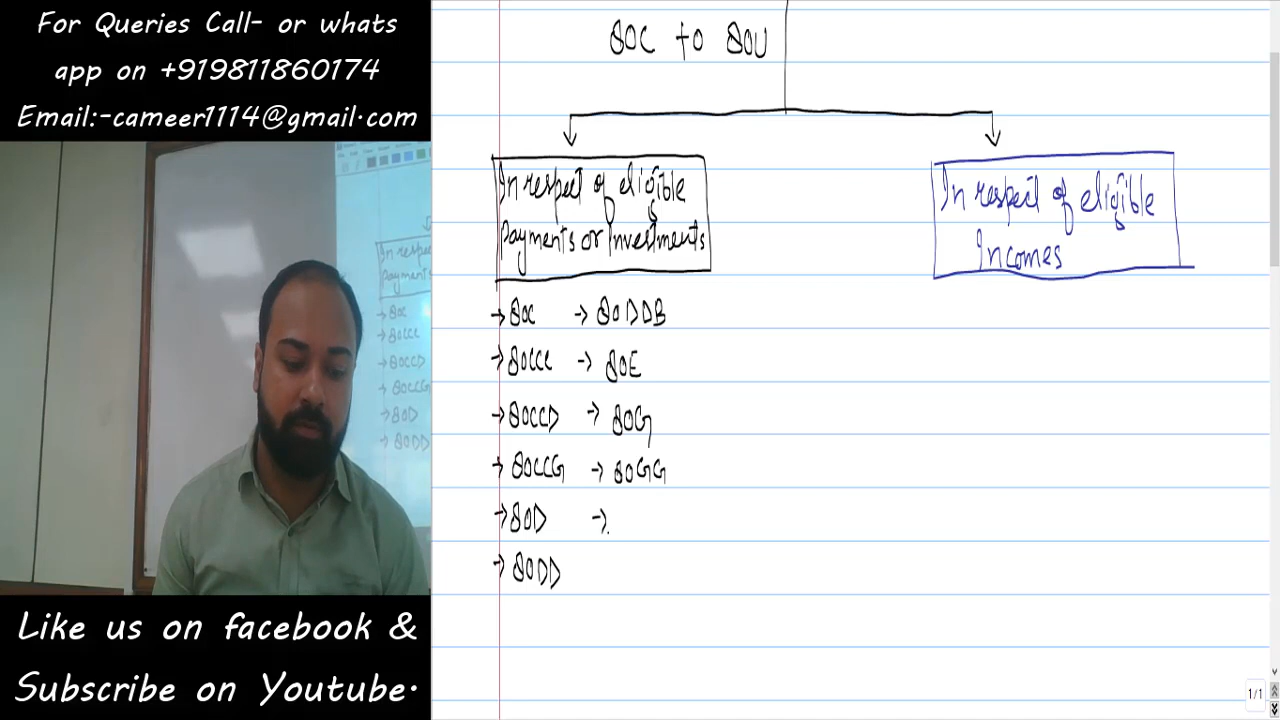 For Queries Call- or whats
app on +919811860174
Email:-cameer1114@gmail.com
80C to 80U
In respect of eligible
payments or Investments
In respect of eligible
Incomes
→80C →80DDB
→80CCC →80E
→80CCD →80G
→80CCG →80GG
→80D →
→80DD
Like us on facebook &
Subscribe on Youtube.
1/1